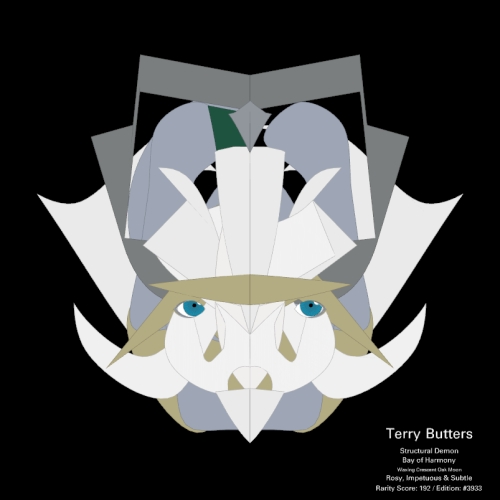 Terry Butters
Structural Demon
Bay of Harmony
Waxing Crescent Oak Moon
Rosy, Impetuous & Subtle
Rarity Score: 192 / Edition: #3933